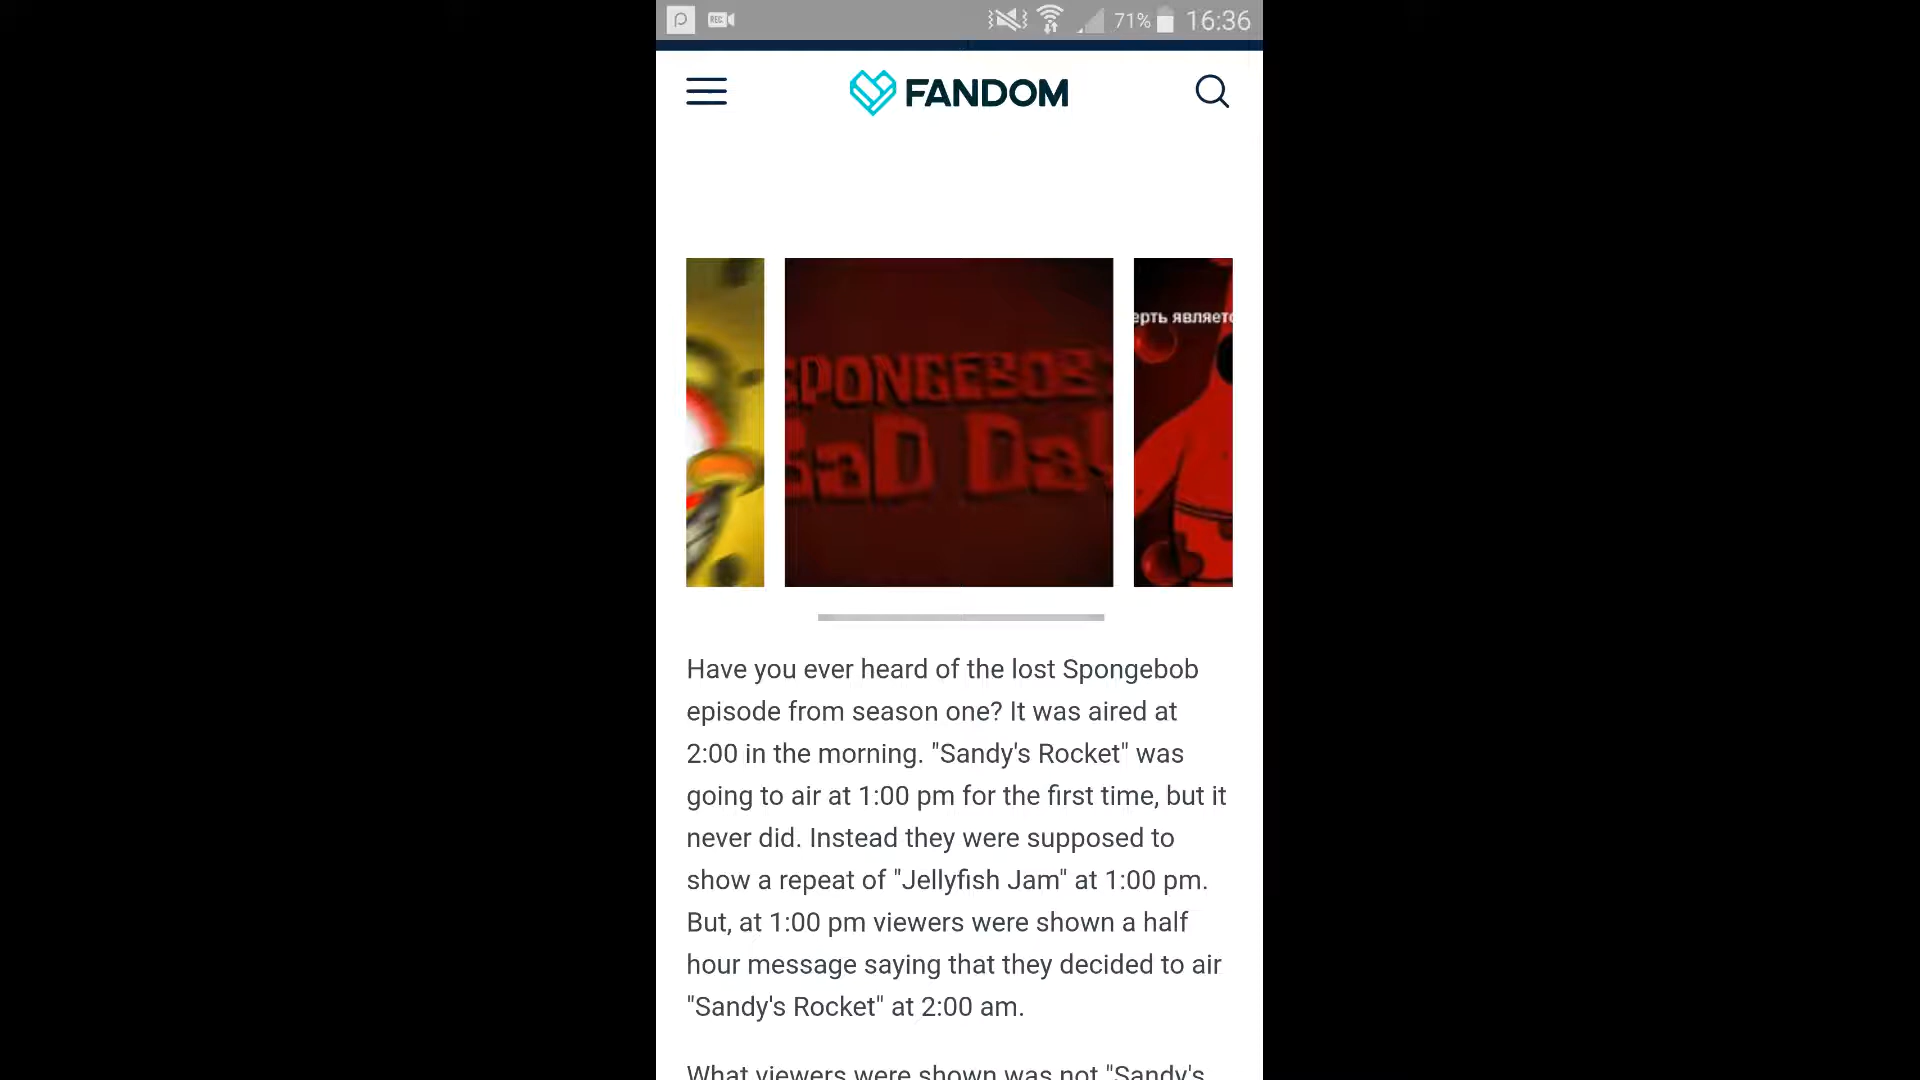 REC
71%
16:36
FANDOM
ерть являетс
SPONGEBOB'
BaD Da
Have you ever heard of the lost Spongebob
episode from season one? It was aired at
2:00 in the morning. "Sandy's Rocket" was
going to air at 1:00 pm for the first time, but it
never did. Instead they were supposed to
show a repeat of "Jellyfish Jam" at 1:00 pm.
But, at 1:00 pm viewers were shown a half
hour message saying that they decided to air
"Sandy's Rocket" at 2:00 am.
What viewers were shown was not "Sandy's